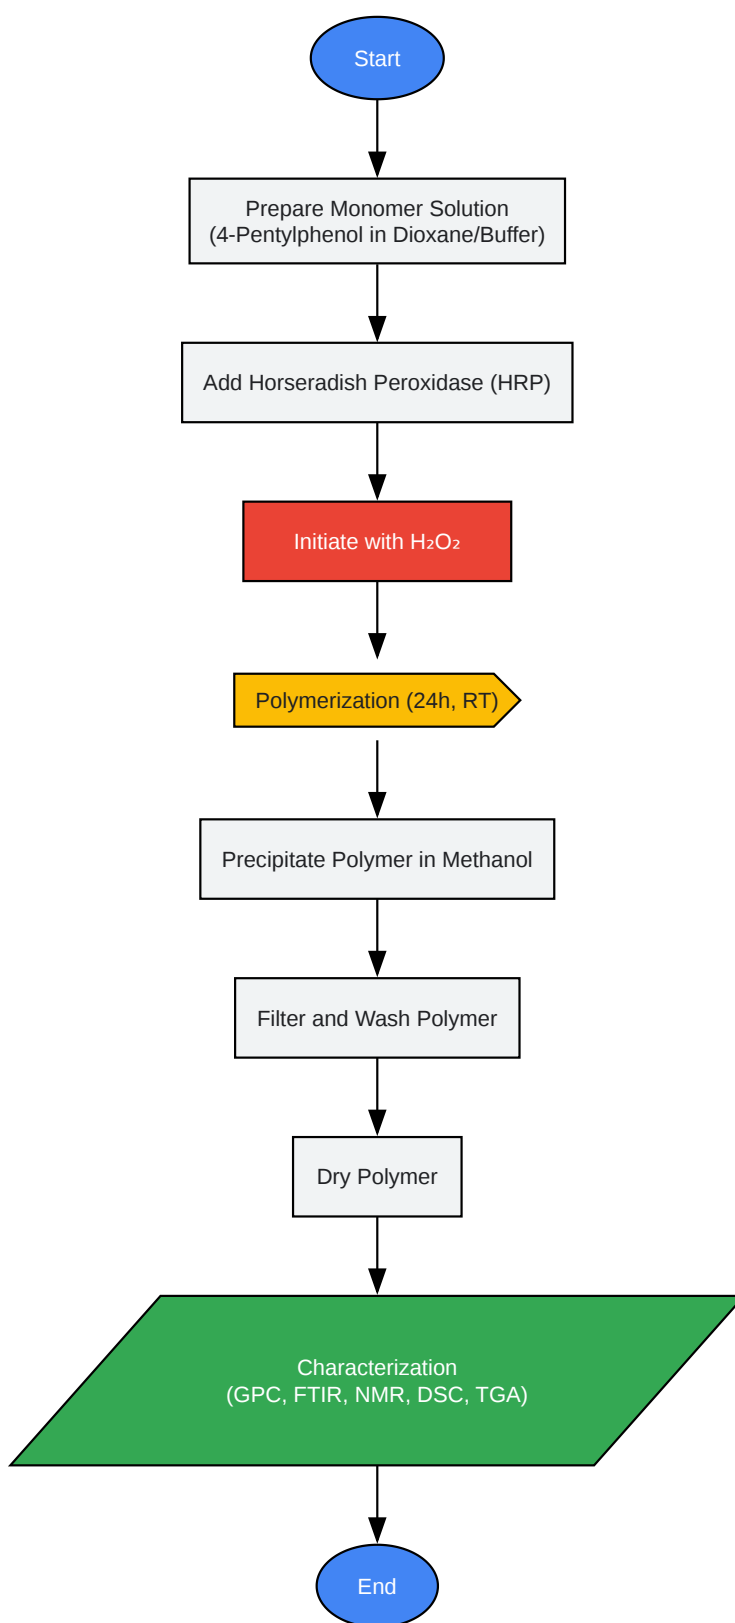 Start
Prepare Monomer Solution
(4-Pentylphenol in Dioxane/Buffer)
Add Horseradish Peroxidase (HRP)
Initiate with H₂O₂
Polymerization (24h, RT)
Precipitate Polymer in Methanol
Filter and Wash Polymer
Dry Polymer
Characterization
(GPC, FTIR, NMR, DSC, TGA)
End